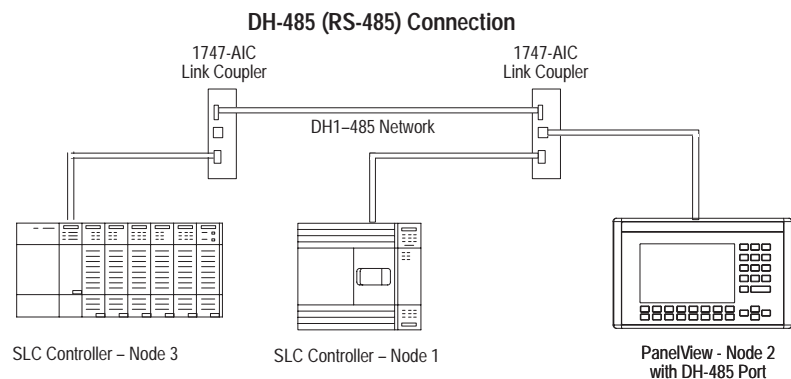 DH-485 (RS-485) Connection
1747-AIC
Link Coupler
1747-AIC
Link Coupler
DH1–485 Network
SLC Controller – Node 3
SLC Controller – Node 1
PanelView - Node 2
with DH-485 Port